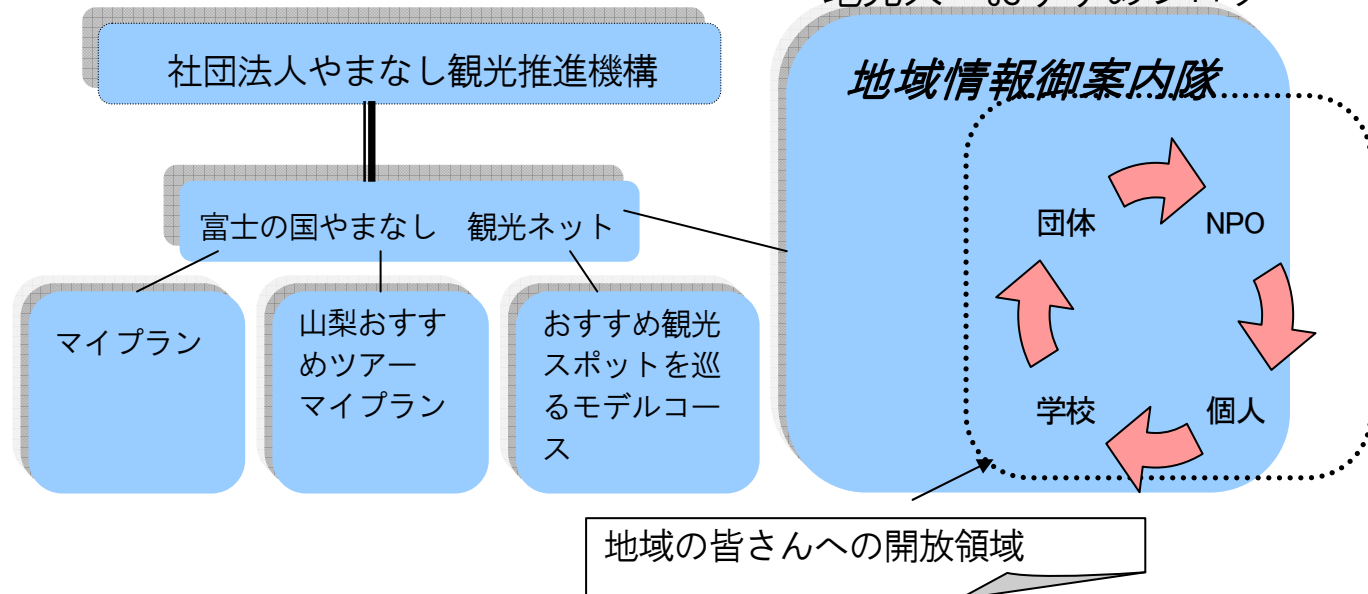 社団法人やまなし観光推進機構
富士の国やまなし 観光ネット
マイプラン
山梨おすす
めツアー
マイプラン
おすすめ観光
スポットを巡
るモデルコー
ス
地域情報御案内隊
団体
NPO
学校
個人
地域の皆さんへの開放領域